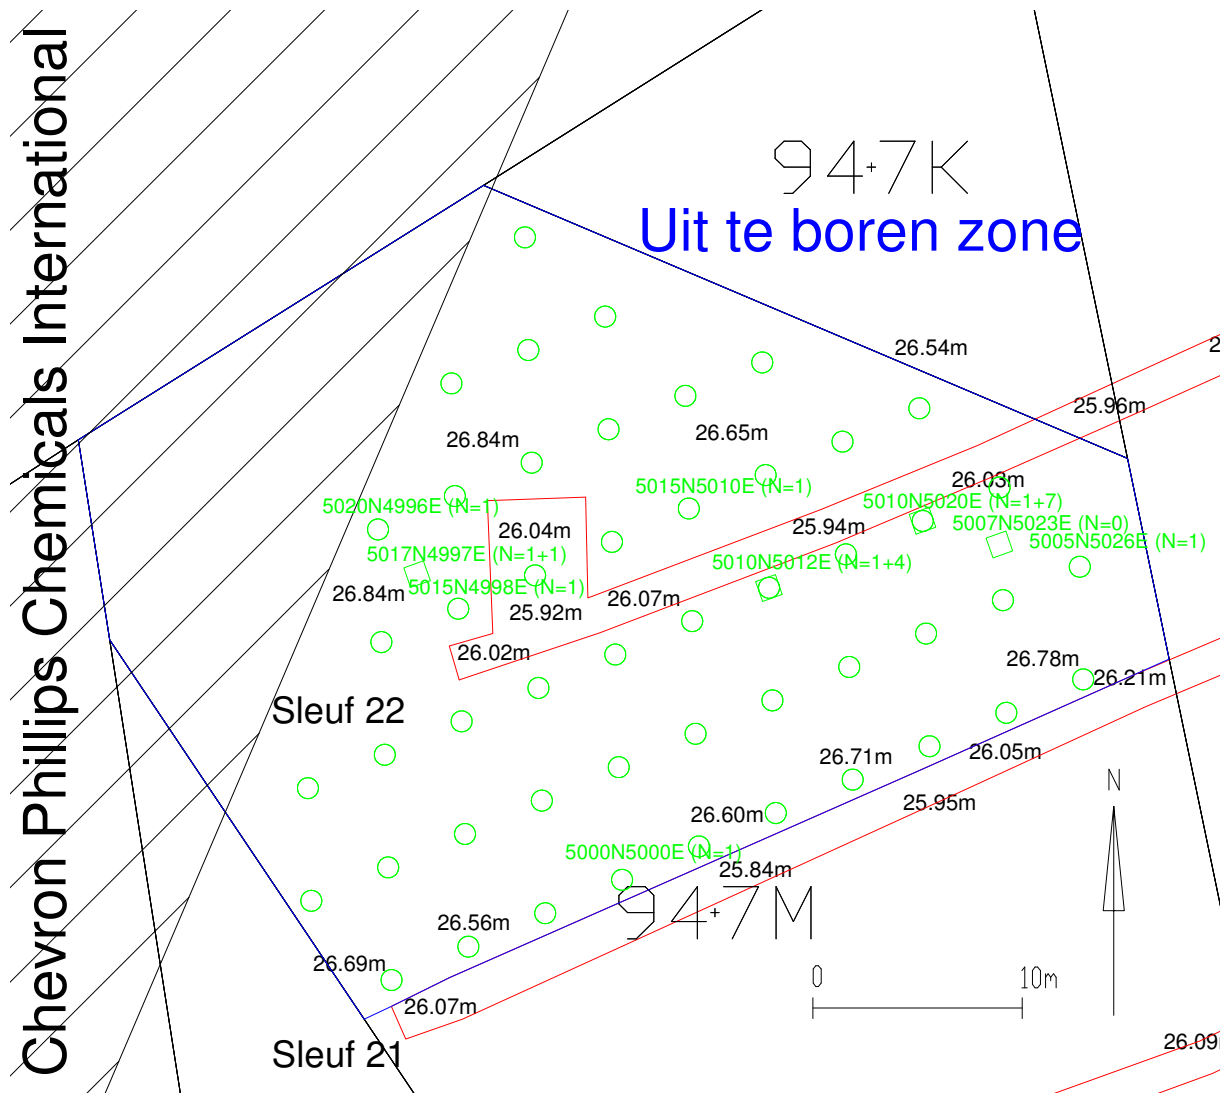 Chevron Phillips Chemicals International
94+7K
Uit te boren zone
26.54m
2
25.96m
26.84m
26.65m
26.03m
5015N5010E (N=1)
5020N4996E (N=1)
5010N5020E (N=1+7)
26.04m
25.94m
5007N5023E (N=0)
5005N5026E (N=1)
5017N4997E (N=1+1)
5010N5012E (N=1+4)
5015N4998E (N=1)
26.84m
26.07m
25.92m
26.02m
26.78m
26.21m
Sleuf 22
26.71m
26.05m
N
25.95m
26.60m
5000N5000E (N=1)
25.84m
94+7M
26.56m
26.69m
0
10m
26.07m
Sleuf 21
26.09